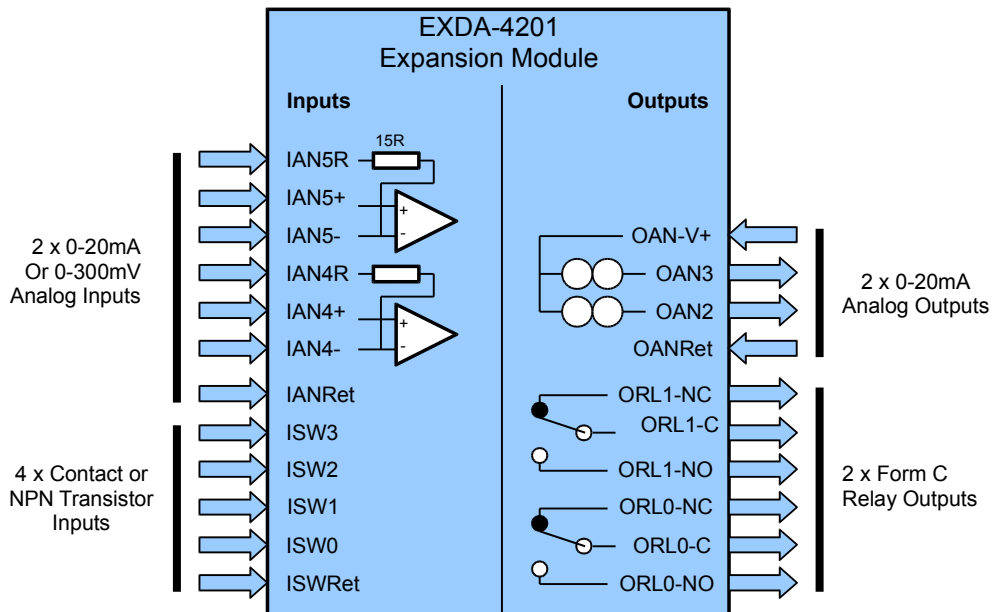 EXDA-4201
Expansion Module
Inputs
Outputs
15R
IAN5R
IAN5+
+
IAN5-
-
IAN4R
IAN4+
+
IAN4-
-
IANRet
ISW3
ISW2
ISW1
ISW0
ISWRet
2 x 0-20mA
Or 0-300mV
Analog Inputs
4 x Contact or
NPN Transistor
Inputs
OAN-V+
OAN3
OAN2
OANRet
ORL1-NC
ORL1-C
ORL1-NO
ORL0-NC
ORL0-C
ORL0-NO
2 x 0-20mA
Analog Outputs
2 x Form C
Relay Outputs